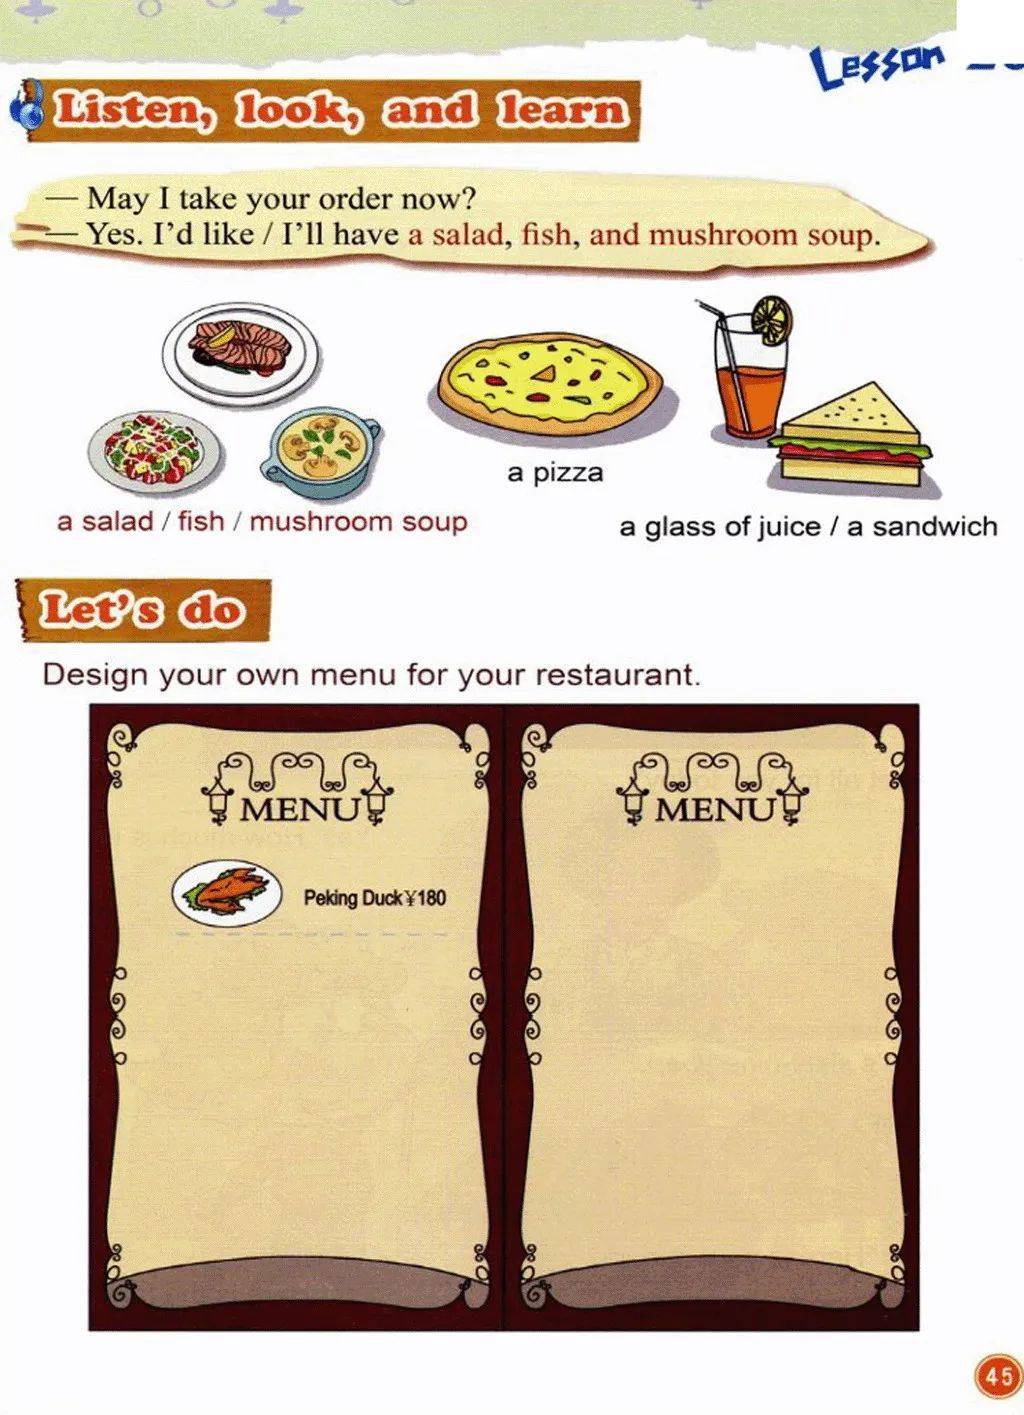 Lesson
Listen, look, and learn
— May I take your order now?
— Yes. I'd like / I'll have a salad, fish, and mushroom soup.
a pizza
a salad / fish / mushroom soup
a glass of juice / a sandwich
Let's do
Design your own menu for your restaurant.
MENU
Peking Duck¥180
MENU
45